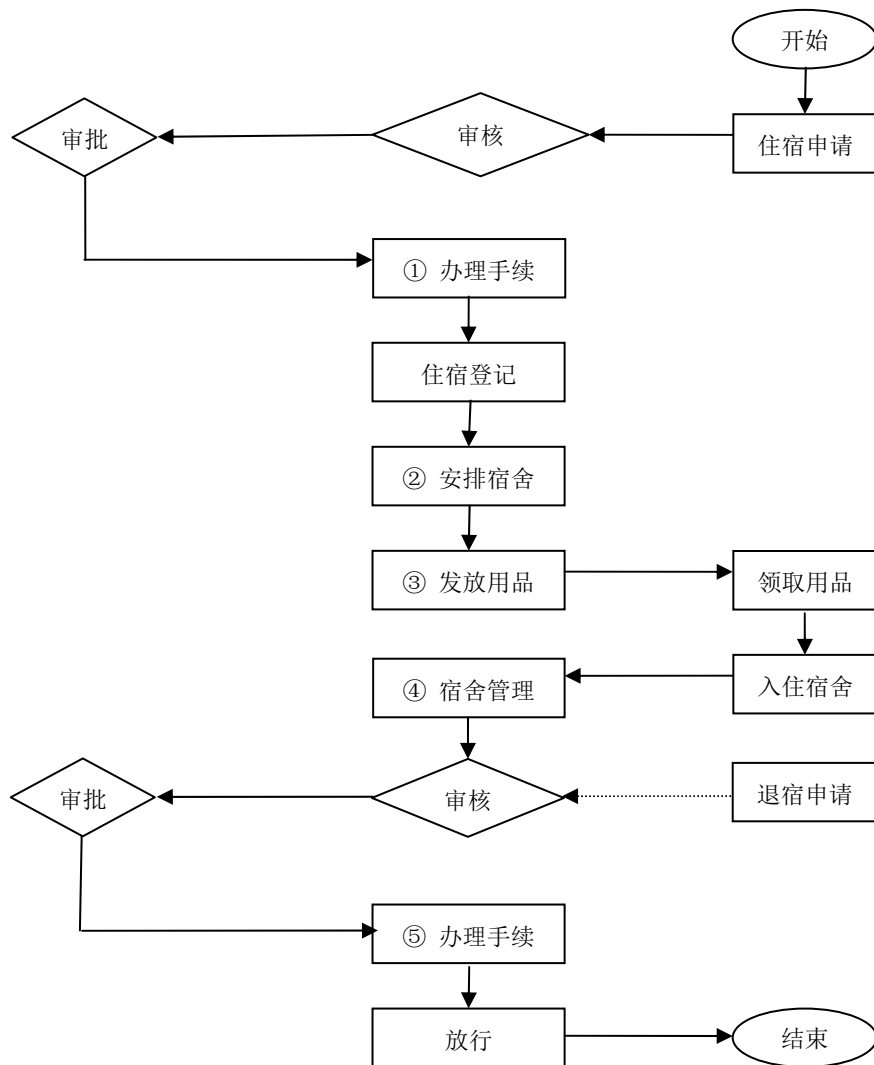 开始
审批
审核
住宿申请
① 办理手续
住宿登记
② 安排宿舍
③ 发放用品
领取用品
④ 宿舍管理
入住宿舍
审批
审核
退宿申请
⑤ 办理手续
放行
结束